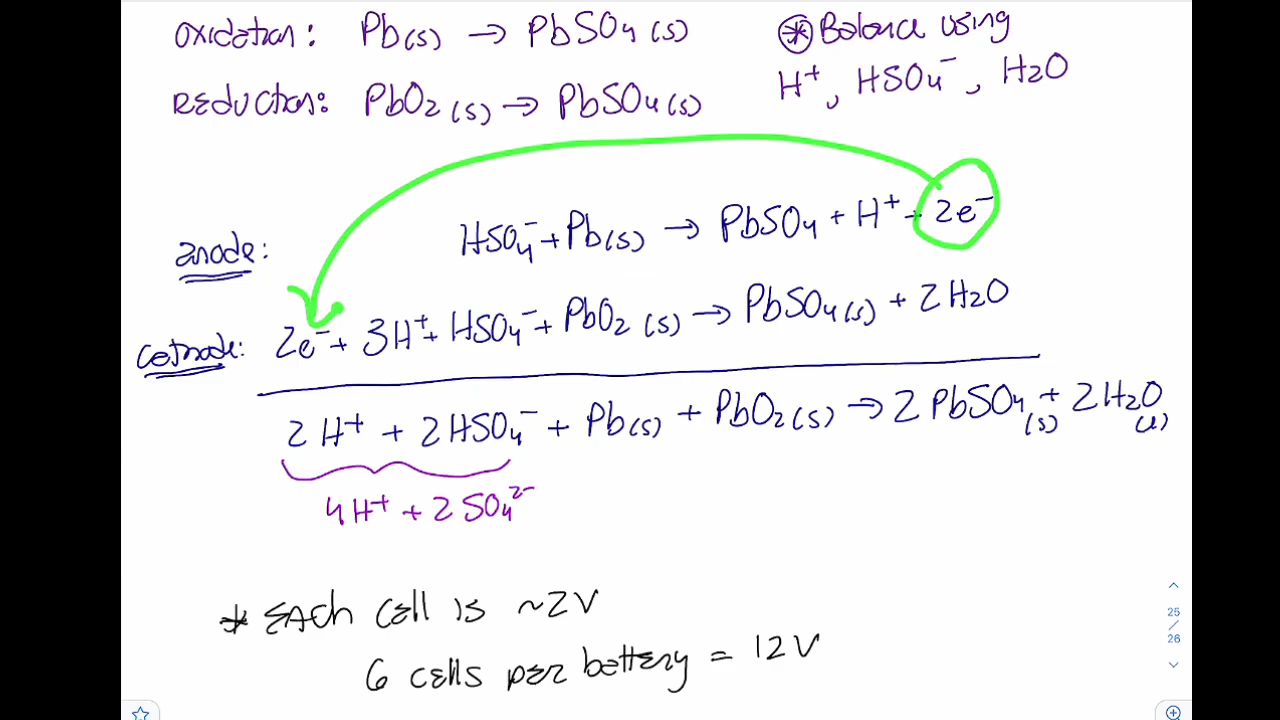 Oxidation: Pb(s) → PbSO4(s)
⊛ Balance using
H⁺, HSO4⁻, H2O
Reduction: PbO2(s) → PbSO4(s)
anode: HSO4⁻ + Pb(s) → PbSO4 + H⁺ + 2e⁻
cathode: 2e⁻ + 3H⁺ + HSO4⁻ + PbO2(s) → PbSO4(s) + 2H2O
2H⁺ + 2HSO4⁻ + Pb(s) + PbO2(s) → 2PbSO4(s) + 2H2O(l)
4H⁺ + 2SO4²⁻
* Each cell is ~2V
6 cells per battery = 12V
25
/
26